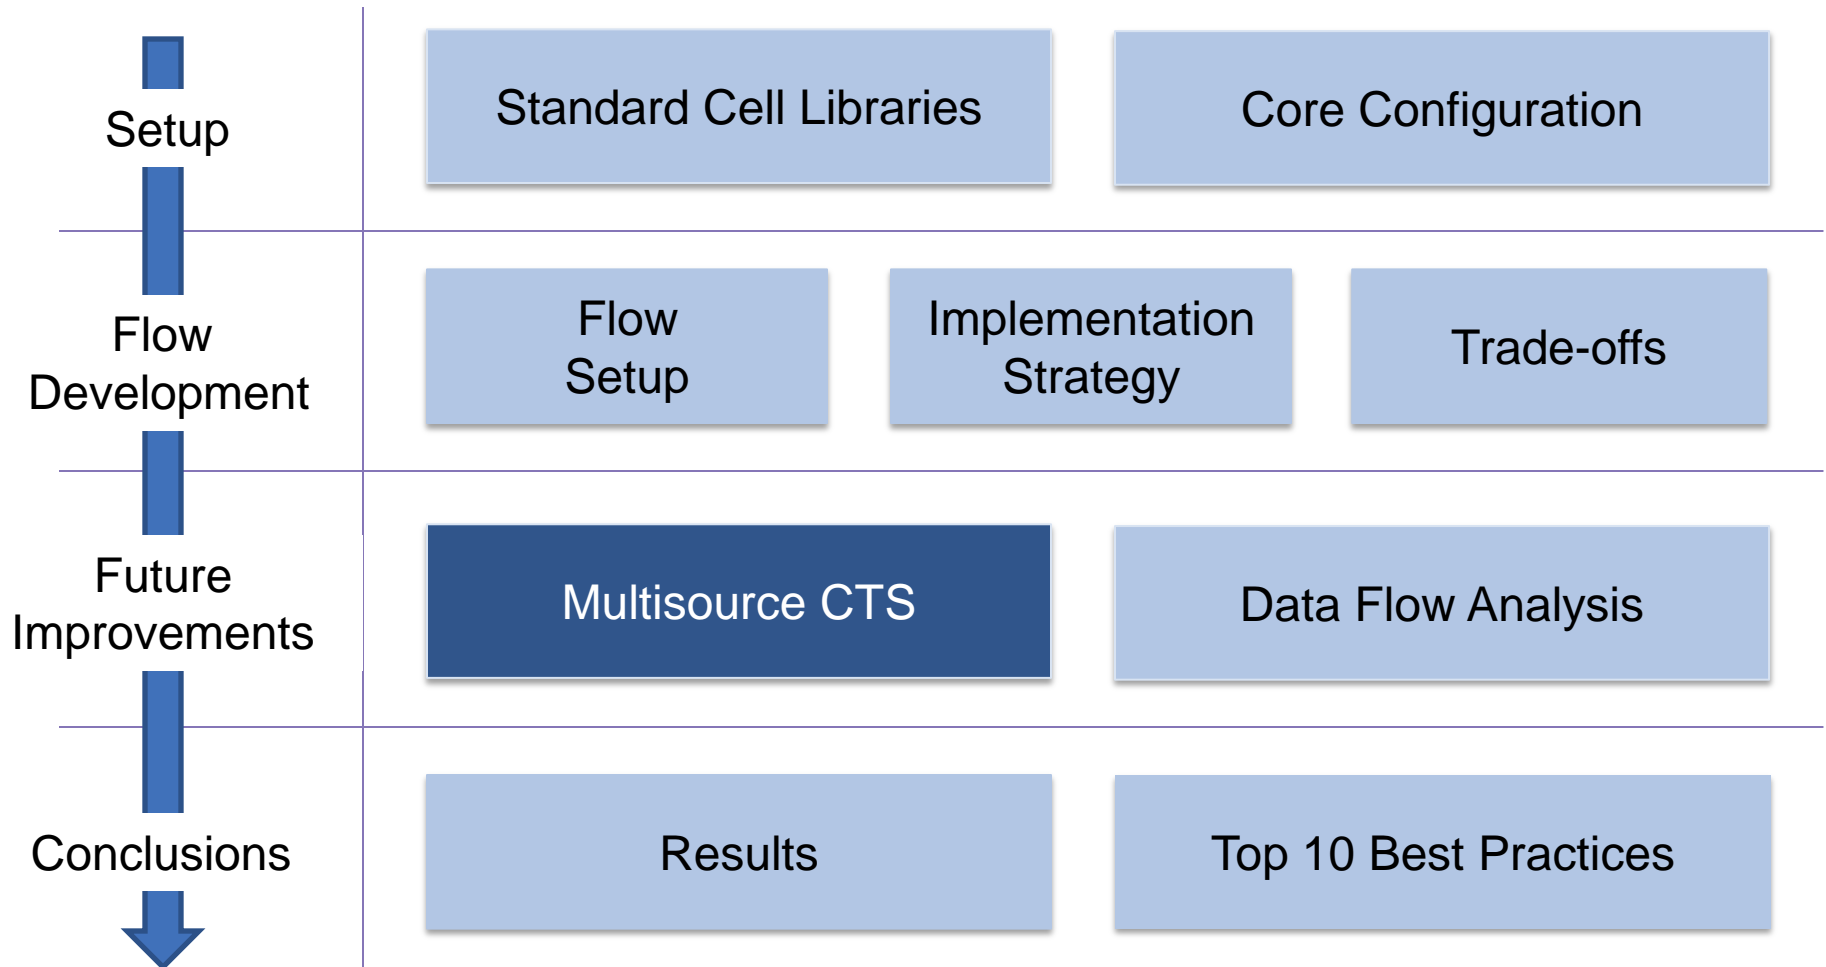 Setup
Standard Cell Libraries
Core Configuration
Flow
Development
Flow
Setup
Implementation
Strategy
Trade-offs
Future
Improvements
Multisource CTS
Data Flow Analysis
Conclusions
Results
Top 10 Best Practices